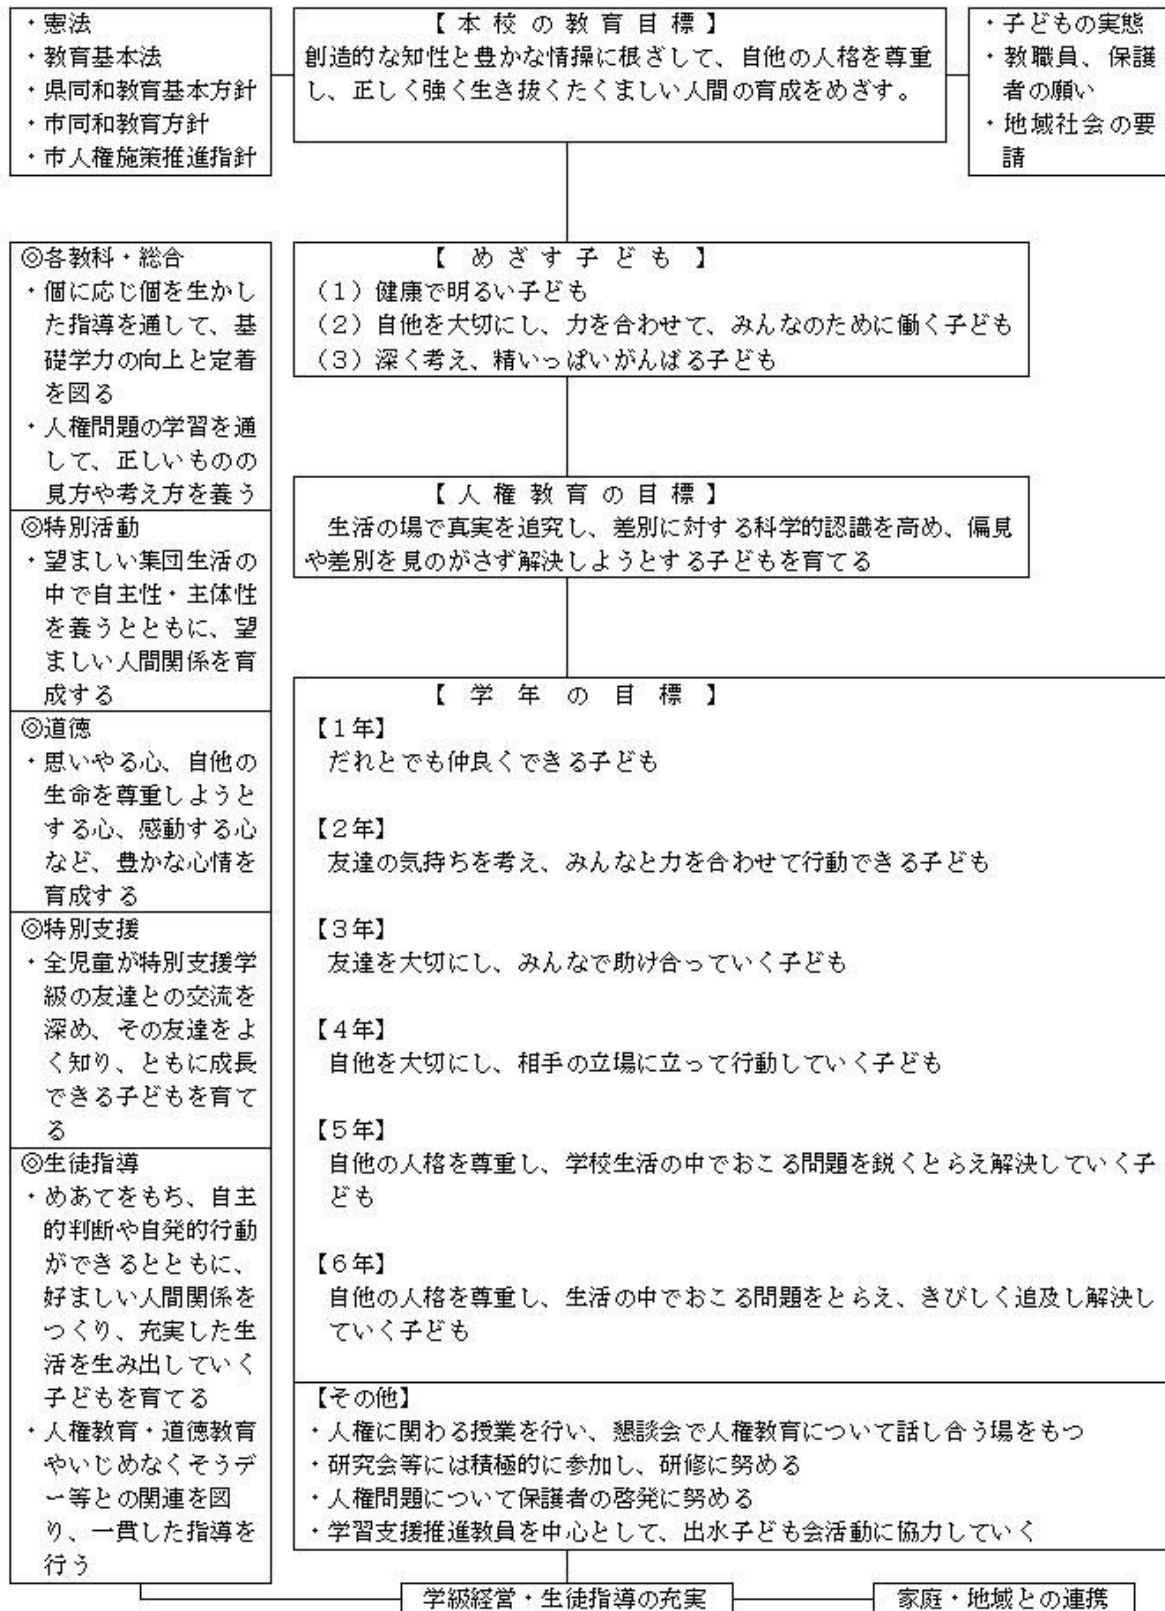 ・憲法
・教育基本法
・県同和教育基本方針
・市同和教育方針
・市人権施策推進指針
【本校の教育目標】
創造的な知性と豊かな情操に根ざして、自他の人格を尊重
し、正しく強く生き抜くたくましい人間の育成をめざす。
・子どもの実態
・教職員、保護
者の願い
・地域社会の要
請
◎各教科・総合
・個に応じ個を生かし
た指導を通して、基
礎学力の向上と定着
を図る
・人権問題の学習を通
して、正しいものの
見方や考え方を養う
◎特別活動
・望ましい集団生活の
中で自主性・主体性
を養うとともに、望
ましい人間関係を育
成する
◎道徳
・思いやる心、自他の
生命を尊重しようと
する心、感動する心
など、豊かな心情を
育成する
◎特別支援
・全児童が特別支援学
級の友達との交流を
深め、その友達をよ
く知り、ともに成長
できる子どもを育て
る
◎生徒指導
・めあてをもち、自主
的判断や自発的行動
ができるとともに、
好ましい人間関係を
つくり、充実した生
活を生み出していく
子どもを育てる
・人権教育・道徳教育
やいじめなくそうデ
ー等との関連を図
り、一貫した指導を
行う
【めざす子ども】
(1)健康で明るい子ども
(2)自他を大切にし、力を合わせて、みんなのために働く子ども
(3)深く考え、精いっぱいがんばる子ども
【人権教育の目標】
生活の場で真実を追究し、差別に対する科学的認識を高め、偏見
や差別を見のがさず解決しようとする子どもを育てる
【学年の目標】
【1年】
だれとでも仲良くできる子ども
【2年】
友達の気持ちを考え、みんなと力を合わせて行動できる子ども
【3年】
友達を大切にし、みんなで助け合っていく子ども
【4年】
自他を大切にし、相手の立場に立って行動していく子ども
【5年】
自他の人格を尊重し、学校生活の中でおこる問題を鋭くとらえ解決していく子
ども
【6年】
自他の人格を尊重し、生活の中でおこる問題をとらえ、きびしく追及し解決し
ていく子ども
【その他】
・人権に関わる授業を行い、懇談会で人権教育について話し合う場をもつ
・研究会等には積極的に参加し、研修に努める
・人権問題について保護者の啓発に努める
・学習支援推進教員を中心として、出水子ども会活動に協力していく
学級経営・生徒指導の充実
家庭・地域との連携